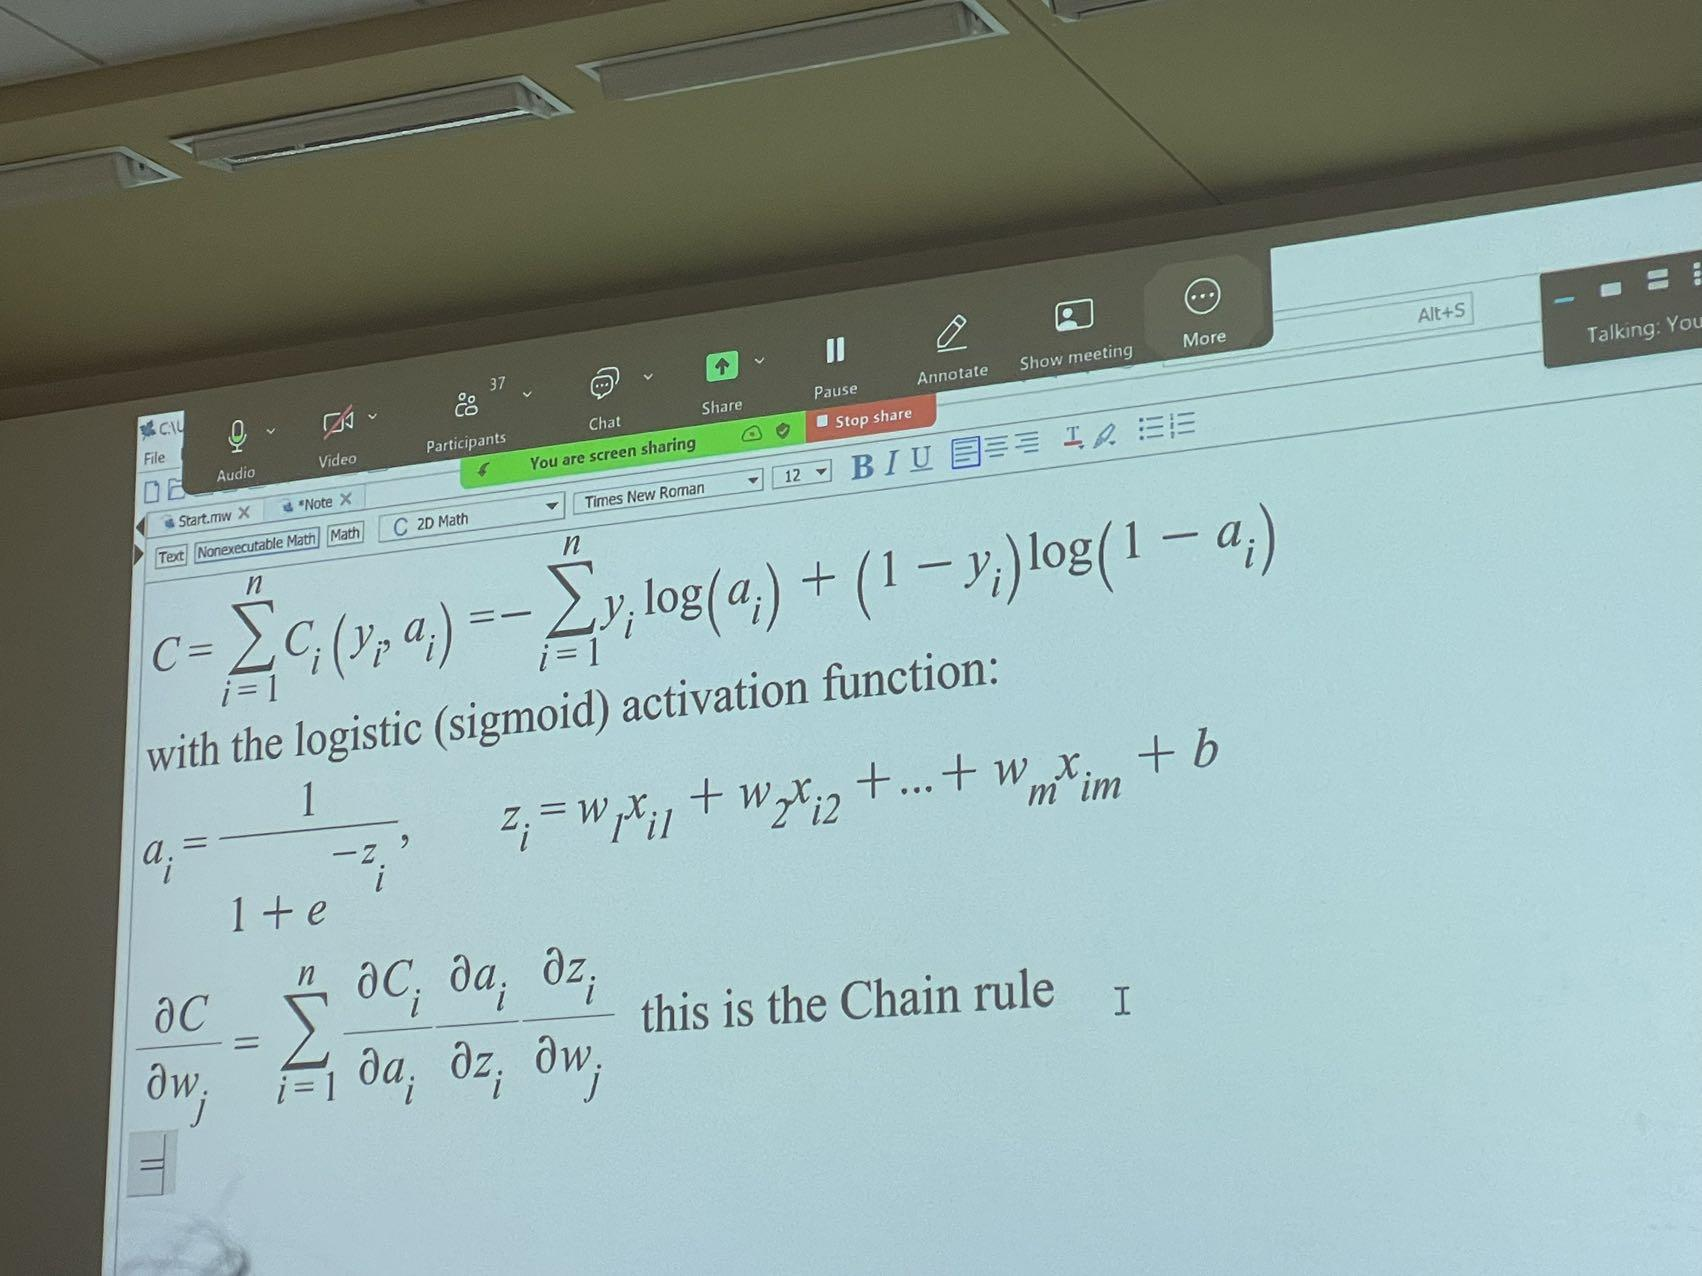 Alt+S
Talking: You
Audio Video Participants 37 Chat Share Pause Annotate Show meeting More
You are screen sharing Stop share
C:\U
File
Start.mw *Note
Text Nonexecutable Math Math C 2D Math Times New Roman 12 B I U
C = ∑_{i=1}^{n} C_i (y_i, a_i) = − ∑_{i=1}^{n} y_i log(a_i) + (1 − y_i) log(1 − a_i)
with the logistic (sigmoid) activation function:
a_i = 1 / (1 + e^{−z_i}), z_i = w_1 x_{i1} + w_2 x_{i2} + ... + w_m x_{im} + b
∂C/∂w_j = ∑_{i=1}^{n} ∂C_i/∂a_i ∂a_i/∂z_i ∂z_i/∂w_j this is the Chain rule
=